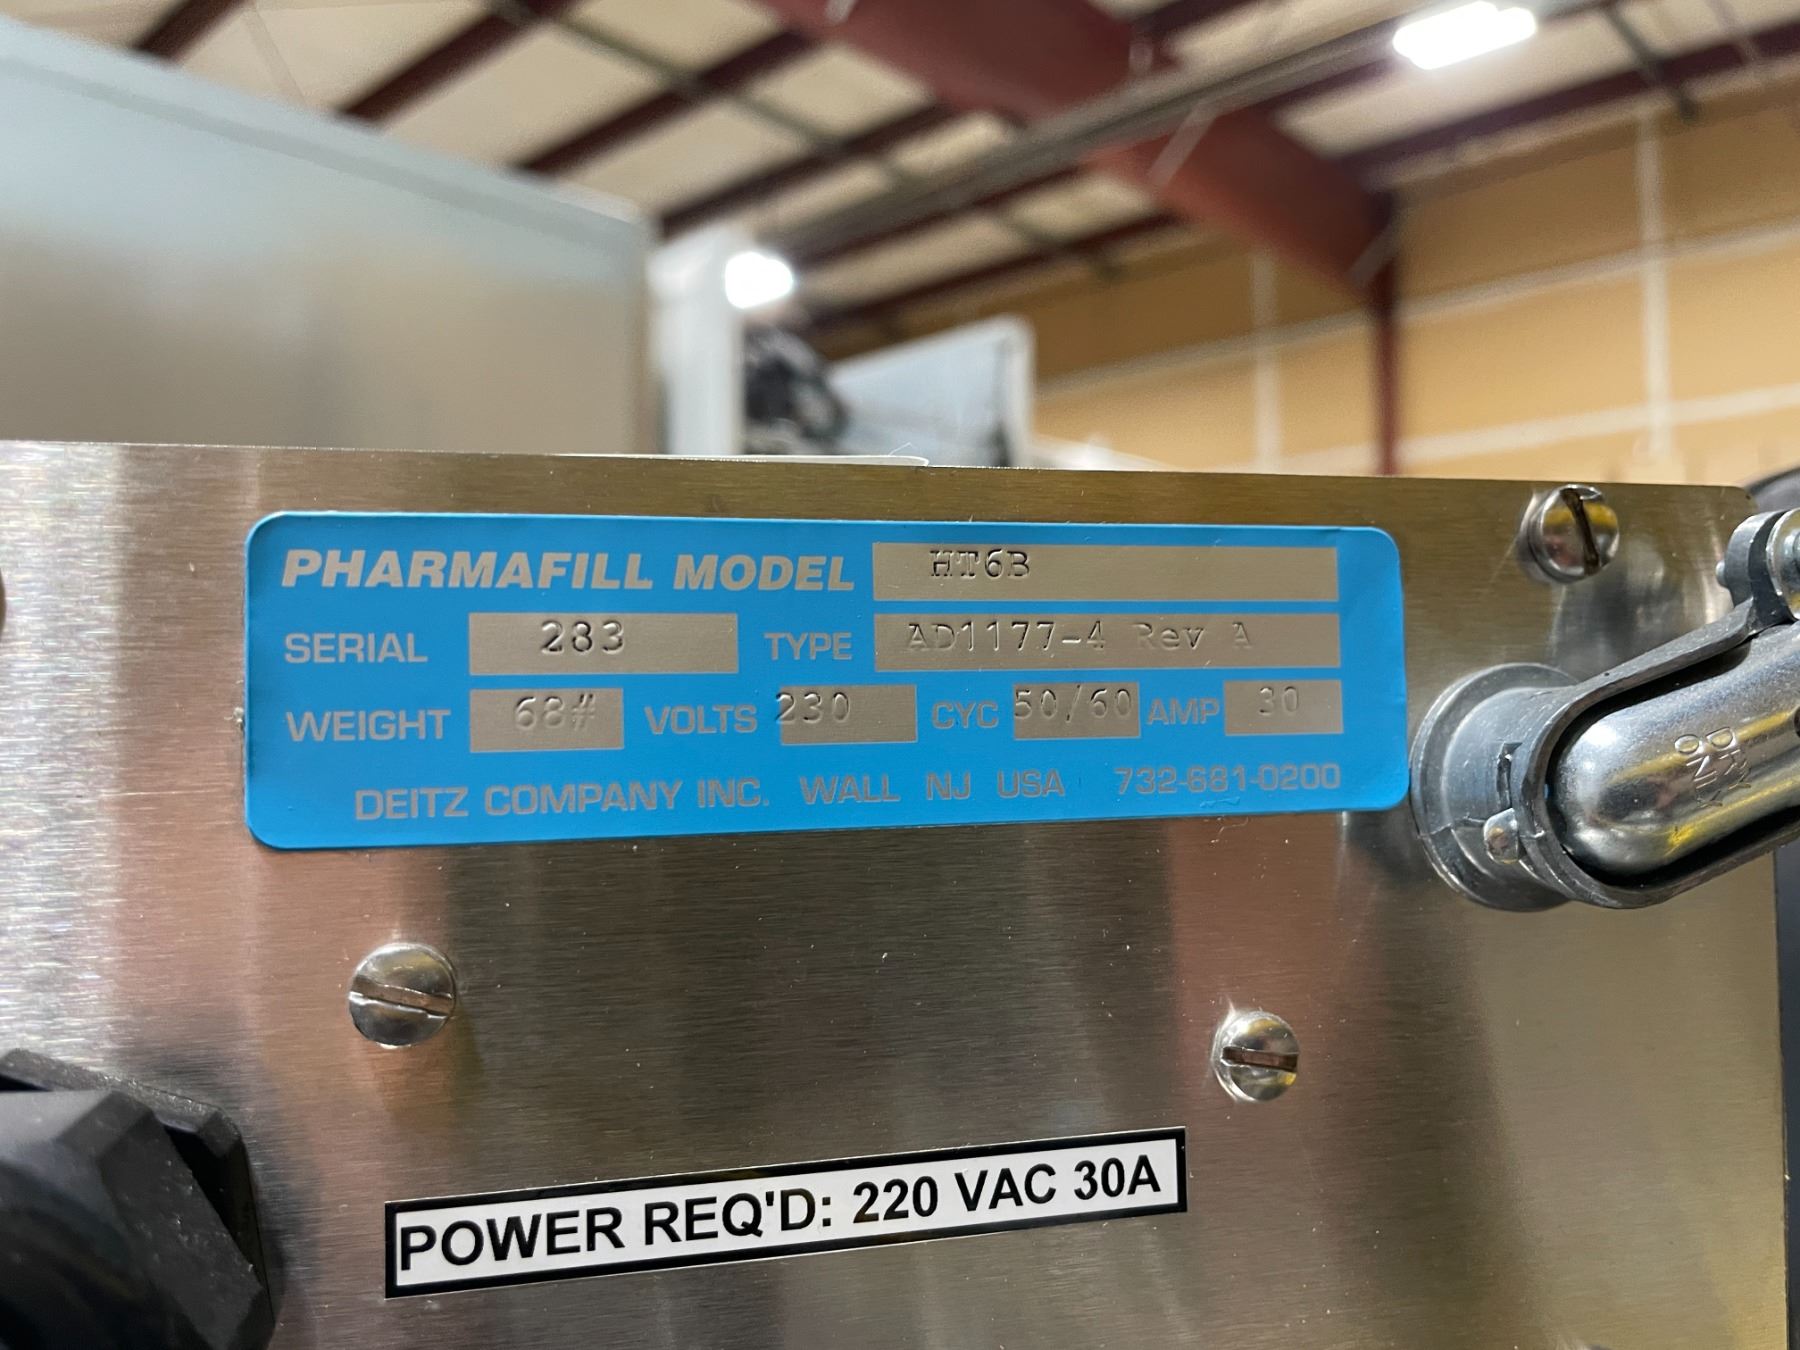 PHARMAFILL MODEL HT6B
SERIAL 283 TYPE AD1177-4 Rev A
WEIGHT 68# VOLTS 230 CYC 50/60 AMP 30
DEITZ COMPANY INC. WALL NJ USA 732-681-0200
POWER REQ'D: 220 VAC 30A